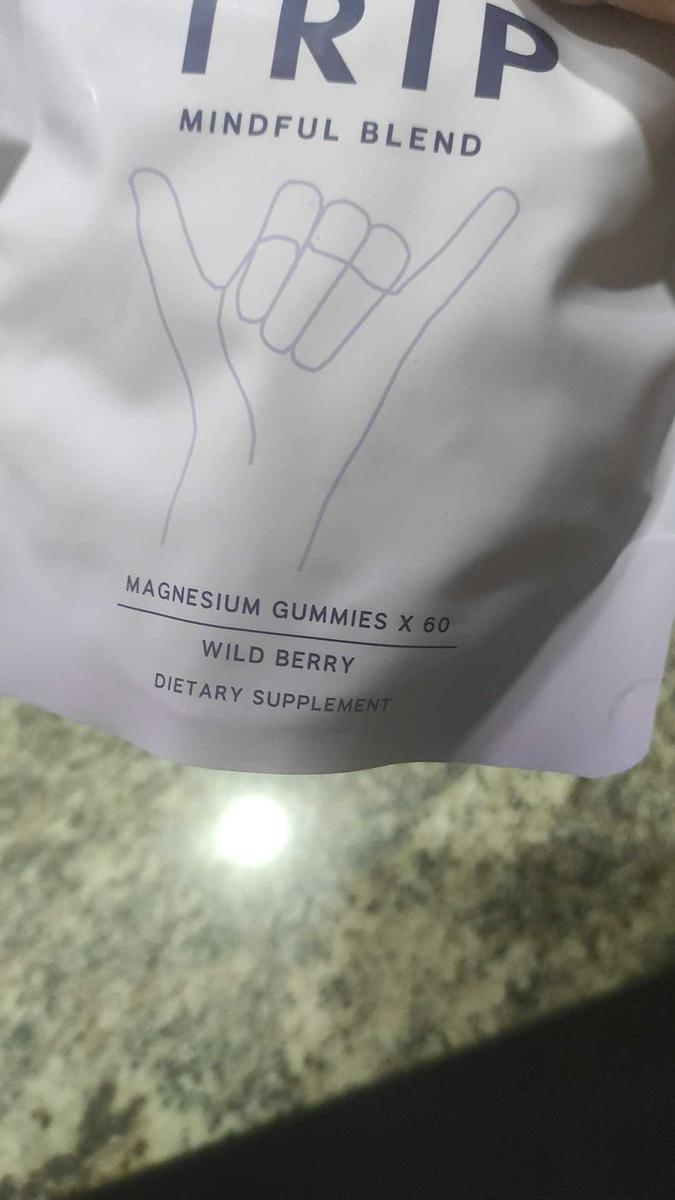 TRIP
MINDFUL BLEND
MAGNESIUM GUMMIES X 60
WILD BERRY
DIETARY SUPPLEMENT